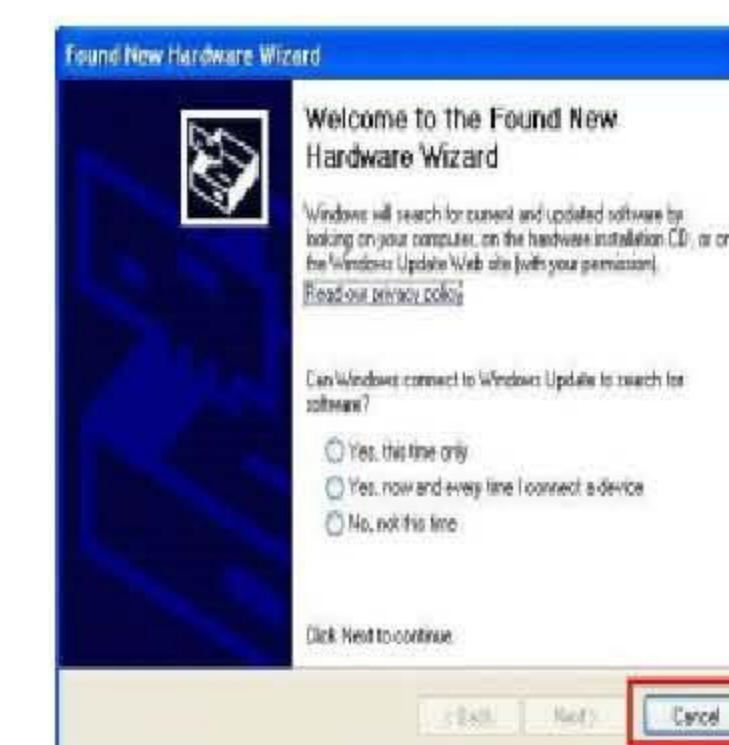 Found New Hardware Wizard
Welcome to the Found New
Hardware Wizard
Windows will search for current and updated software by
looking on your computer, on the hardware installation CD, or on
the Windows Update Web site (with your permission).
Read our privacy policy
Can Windows connect to Windows Update to search for
software?
Yes, this time only
Yes, now and every time I connect a device
No, not this time
Click Next to continue.
< Back Next > Cancel